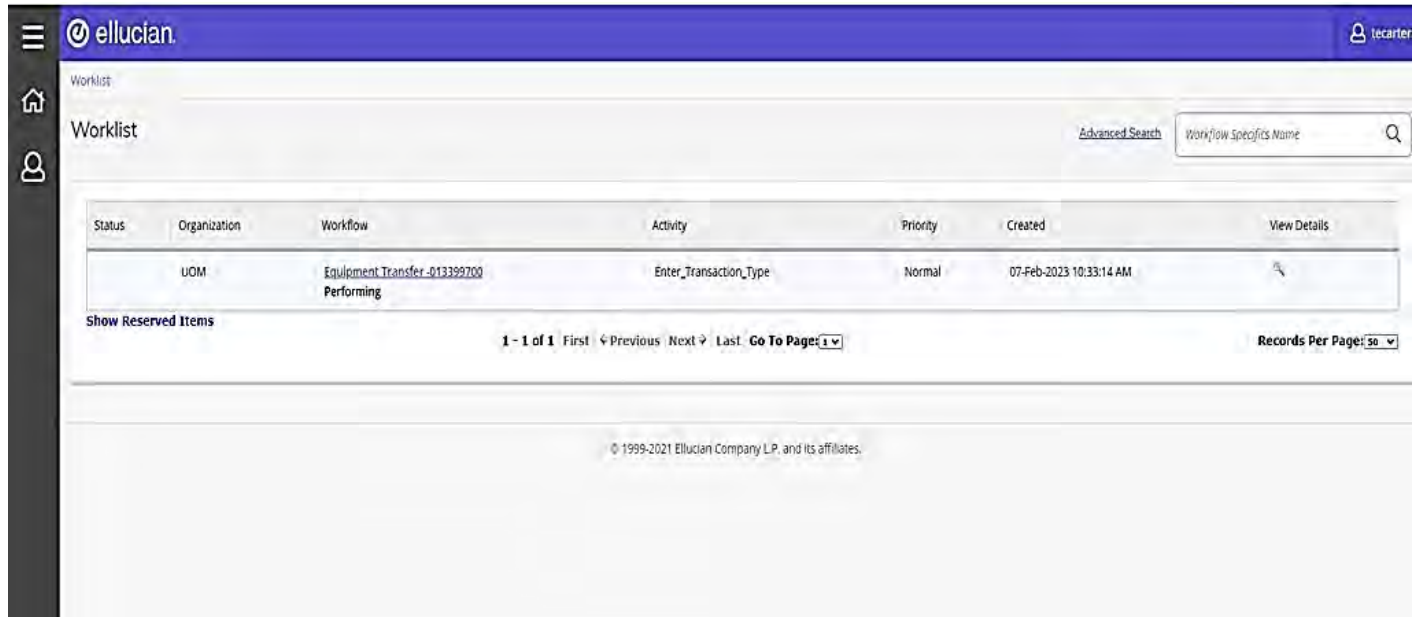 ellucian.
tecarter
Worklist
Worklist
Advanced Search
Workflow Specifics Name
Status Organization Workflow Activity Priority Created View Details
UOM Equipment Transfer -013399700 Enter_Transaction_Type Normal 07-Feb-2023 10:33:14 AM
Performing
Show Reserved Items
1 - 1 of 1 First Previous Next Last Go To Page: 1
Records Per Page: 50
© 1999-2021 Ellucian Company L.P. and its affiliates.